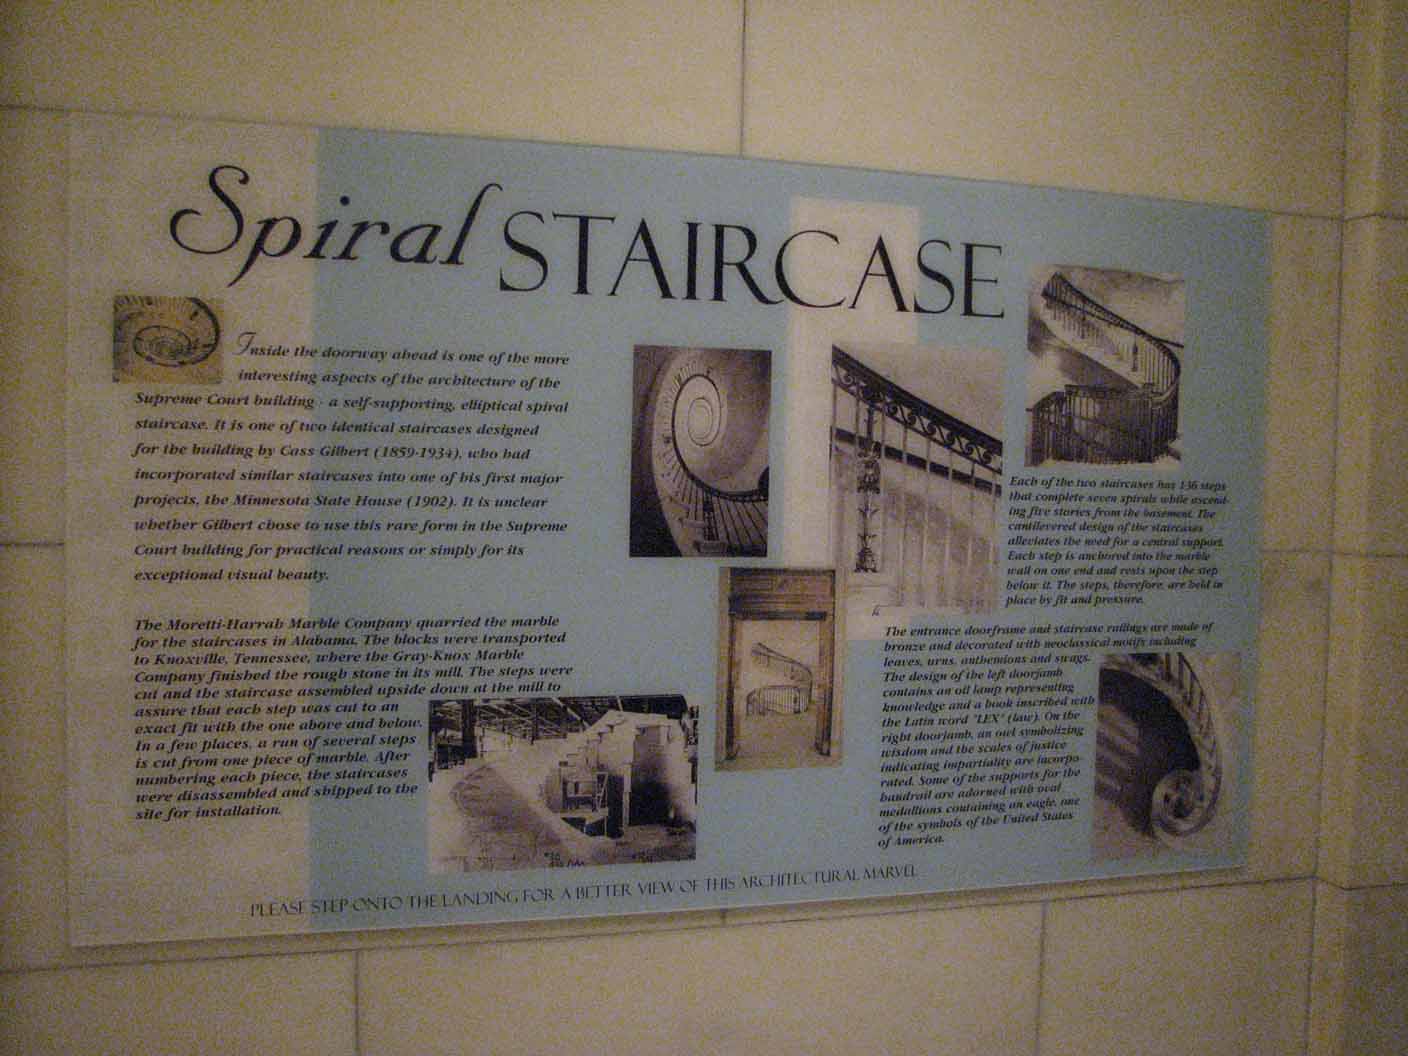 Spiral STAIRCASE
Inside the doorway ahead is one of the more
interesting aspects of the architecture of the
Supreme Court building - a self-supporting, elliptical spiral
staircase. It is one of two identical staircases designed
for the building by Cass Gilbert (1859-1934), who had
incorporated similar staircases into one of his first major
projects, the Minnesota State House (1902). It is unclear
whether Gilbert chose to use this rare form in the Supreme
Court building for practical reasons or simply for its
exceptional visual beauty.
The Moretti-Harrah Marble Company quarried the marble
for the staircases in Alabama. The blocks were transported
to Knoxville, Tennessee, where the Gray-Knox Marble
Company finished the rough stone in its mill. The steps were
cut and the staircase assembled upside down at the mill to
assure that each step was cut to an
exact fit with the one above and below.
In a few places, a run of several steps
is cut from one piece of marble. After
numbering each piece, the staircases
were disassembled and shipped to the
site for installation.
Each of the two staircases has 136 steps
that complete seven spirals while ascend-
ing five stories from the basement. The
cantilevered design of the staircases
alleviates the need for a central support.
Each step is anchored into the marble
wall on one end and rests upon the step
below it. The steps, therefore, are held in
place by fit and pressure.
The entrance doorframe and staircase railings are made of
bronze and decorated with neoclassical motifs including
leaves, urns, anthemions and swags.
The design of the left doorjamb
contains an oil lamp representing
knowledge and a book inscribed with
the Latin word "LEX" (law). On the
right doorjamb, an owl symbolizing
wisdom and the scales of justice
indicating impartiality are incorpo-
rated. Some of the supports for the
handrail are adorned with oval
medallions containing an eagle, one
of the symbols of the United States
of America.
PLEASE STEP ONTO THE LANDING FOR A BETTER VIEW OF THIS ARCHITECTURAL MARVEL